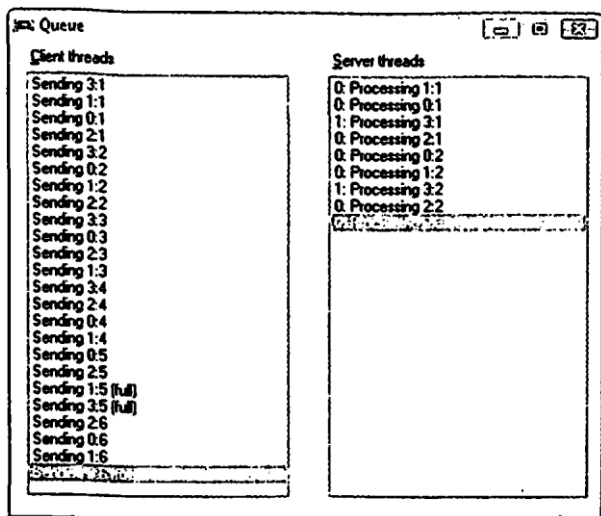 Queue
Client threads
Sending 3:1
Sending 1:1
Sending 0:1
Sending 2:1
Sending 3:2
Sending 0:2
Sending 1:2
Sending 2:2
Sending 3:3
Sending 0:3
Sending 2:3
Sending 1:3
Sending 3:4
Sending 2:4
Sending 0:4
Sending 1:4
Sending 0:5
Sending 2:5
Sending 1:5 (full)
Sending 3:5 (full)
Sending 2:6
Sending 0:6
Sending 1:6
Server threads
0: Processing 1:1
0: Processing 0:1
1: Processing 3:1
0: Processing 2:1
0: Processing 0:2
0: Processing 1:2
1: Processing 3:2
0: Processing 2:2